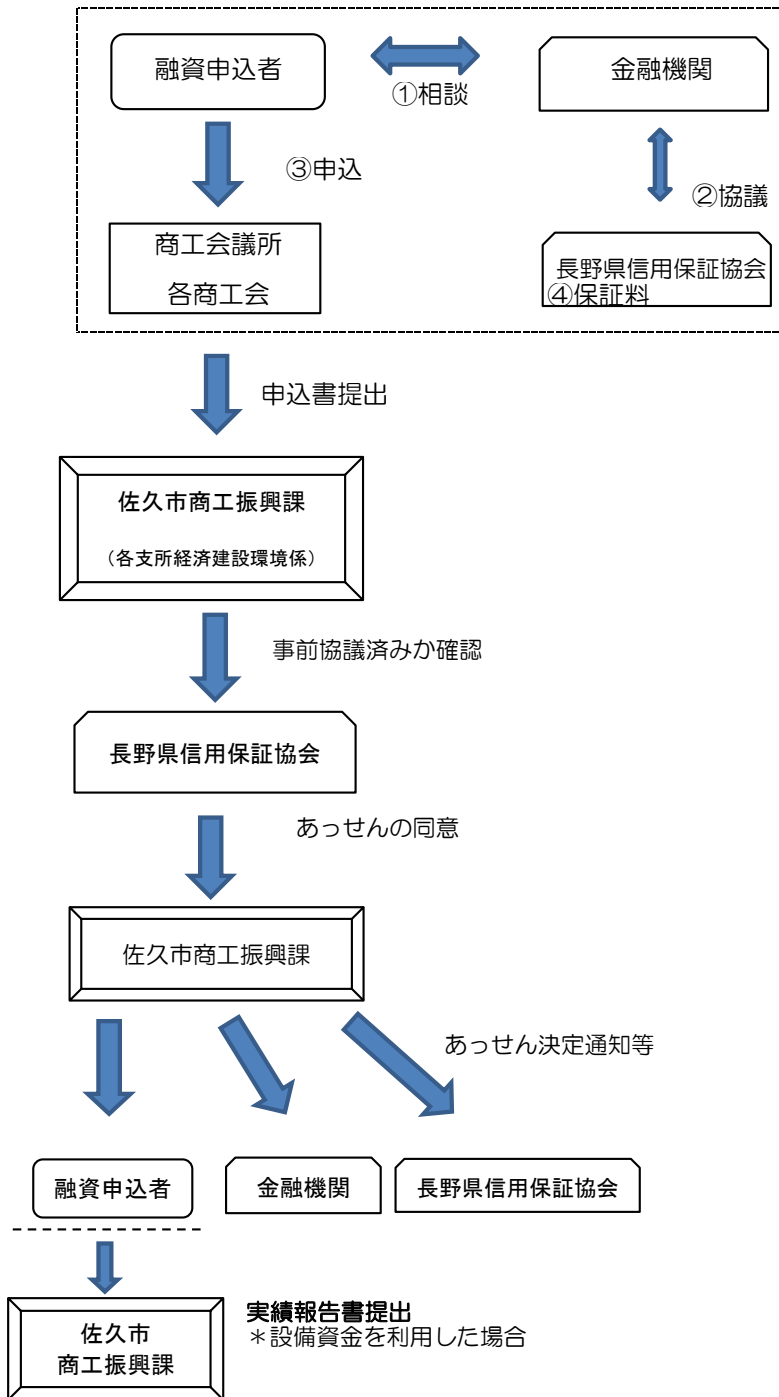 融資申込者
金融機関
①相談
③申込
②協議
商工会議所
各商工会
長野県信用保証協会
④保証料
申込書提出
佐久市商工振興課
（各支所経済建設環境係）
事前協議済みか確認
長野県信用保証協会
あっせんの同意
佐久市商工振興課
あっせん決定通知等
融資申込者
金融機関
長野県信用保証協会
実績報告書提出
＊設備資金を利用した場合
佐久市
商工振興課